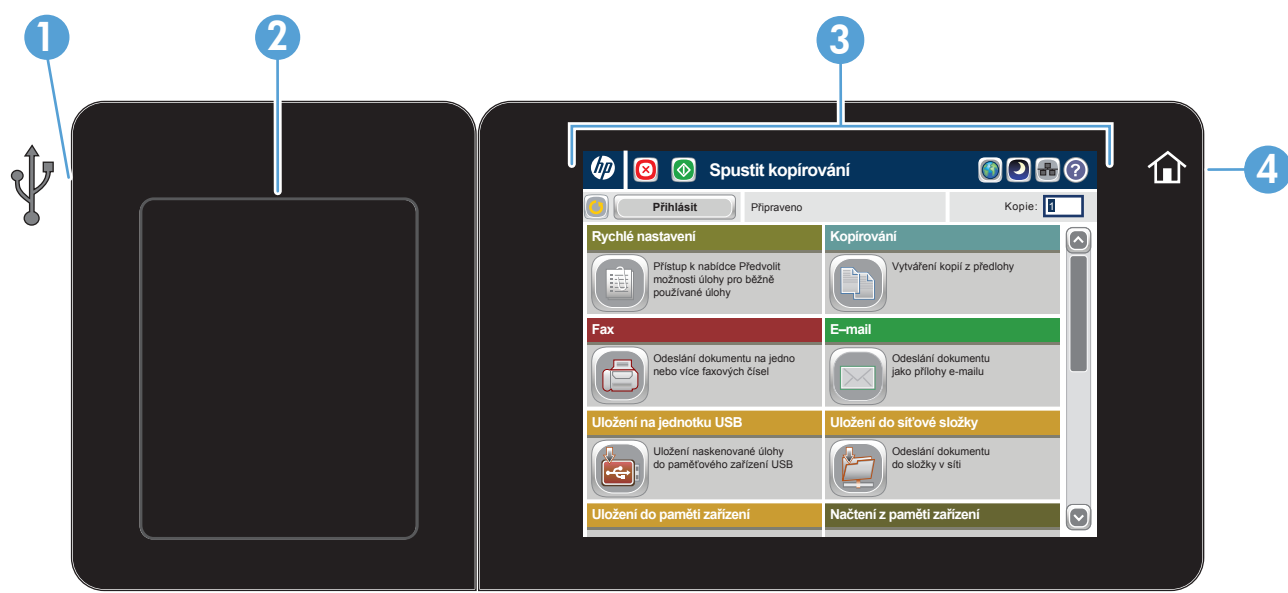 1
2
3
4
hp
Spustit kopírování
?
Přihlásit
Připraveno
Kopie: 1
Rychlé nastavení
Kopírování
Přístup k nabídce Předvolit
možnosti úlohy pro běžně
používané úlohy
Vytváření kopií z předlohy
Fax
E–mail
Odeslání dokumentu na jedno
nebo více faxových čísel
Odeslání dokumentu
jako přílohy e-mailu
Uložení na jednotku USB
Uložení do síťové složky
Uložení naskenované úlohy
do paměťového zařízení USB
Odeslání dokumentu
do složky v síti
Uložení do paměti zařízení
Načtení z paměti zařízení